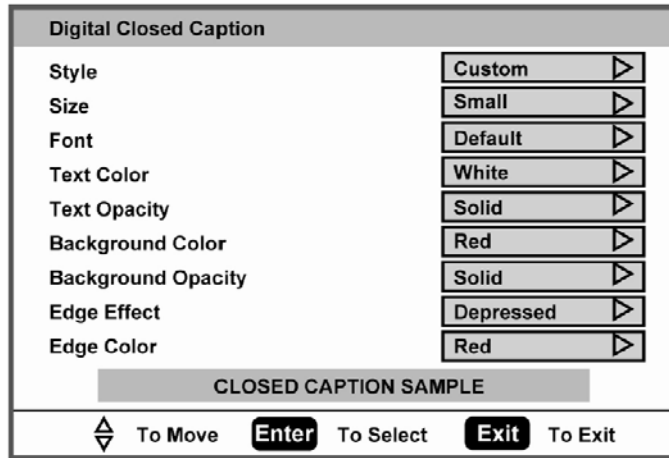 Digital Closed Caption
Style Custom
Size Small
Font Default
Text Color White
Text Opacity Solid
Background Color Red
Background Opacity Solid
Edge Effect Depressed
Edge Color Red
CLOSED CAPTION SAMPLE
To Move Enter To Select Exit To Exit